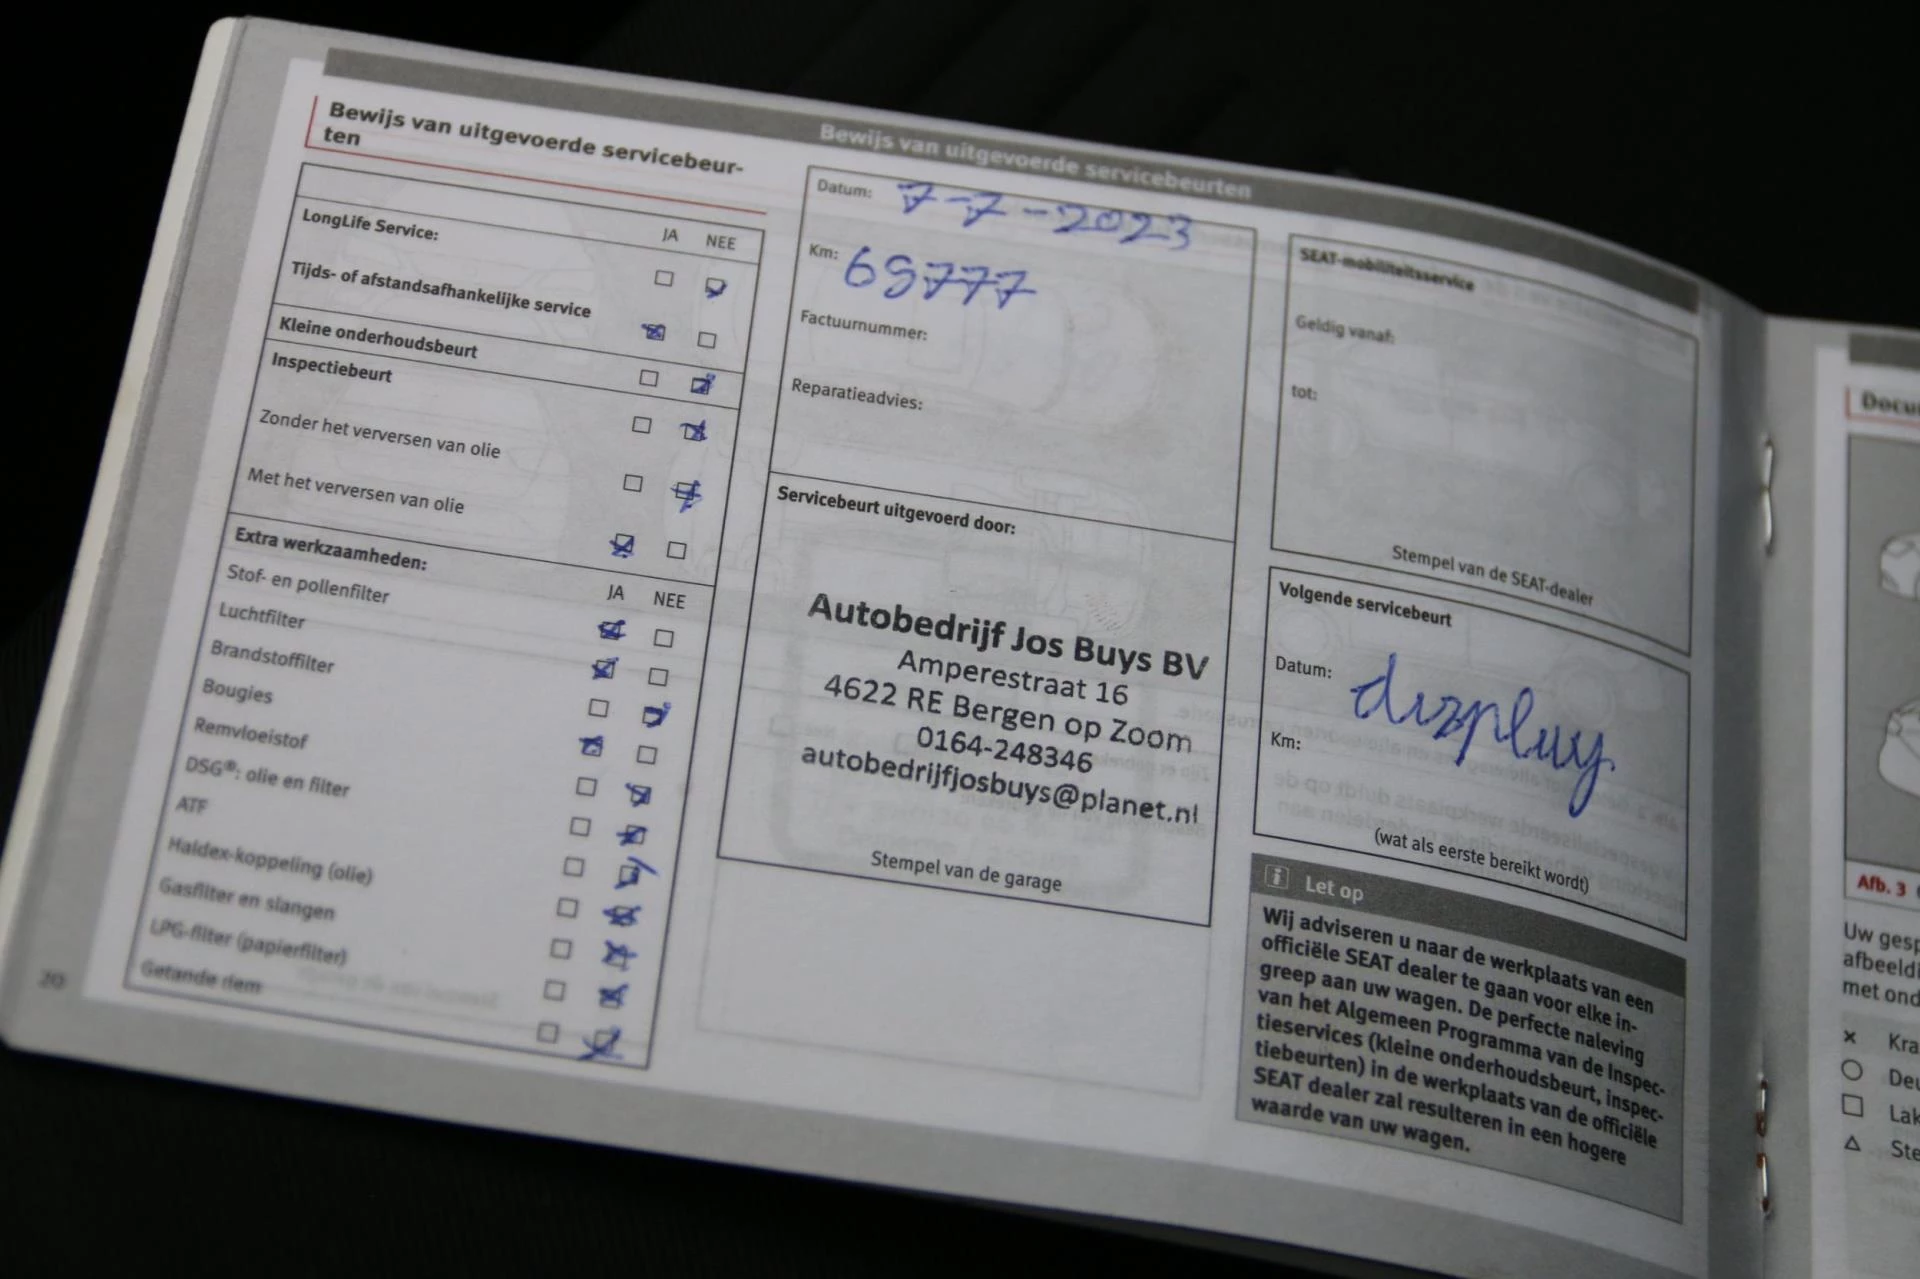 Bewijs van uitgevoerde servicebeurten
Bewijs van uitgevoerde servicebeur-
ten
LongLife Service:
JA NEE
Tijds- of afstandsafhankelijke service
Kleine onderhoudsbeurt
Inspectiebeurt
Zonder het verversen van olie
Met het verversen van olie
Extra werkzaamheden:
JA NEE
Stof- en pollenfilter
Luchtfilter
Brandstoffilter
Bougies
Remvloeistof
DSG®: olie en filter
ATF
Haldex-koppeling (olie)
Gasfilter en slangen
LPG-filter (papierfilter)
Getande riem
20
Datum: 7-7-2023
Km: 69777
Factuurnummer:
Reparatieadvies:
Servicebeurt uitgevoerd door:
Autobedrijf Jos Buys BV
Amperestraat 16
4622 RE Bergen op Zoom
0164-248346
autobedrijfjosbuys@planet.nl
Stempel van de garage
SEAT-mobiliteitsservice
Geldig vanaf:
tot:
Stempel van de SEAT-dealer
Volgende servicebeurt
Datum: display
Km:
(wat als eerste bereikt wordt)
i Let op
Wij adviseren u naar de werkplaats van een
officiële SEAT dealer te gaan voor elke in-
greep aan uw wagen. De perfecte naleving
van het Algemeen Programma van de Inspec-
tieservices (kleine onderhoudsbeurt, inspec-
tiebeurten) in de werkplaats van de officiële
SEAT dealer zal resulteren in een hogere
waarde van uw wagen.
Afb. 3
met